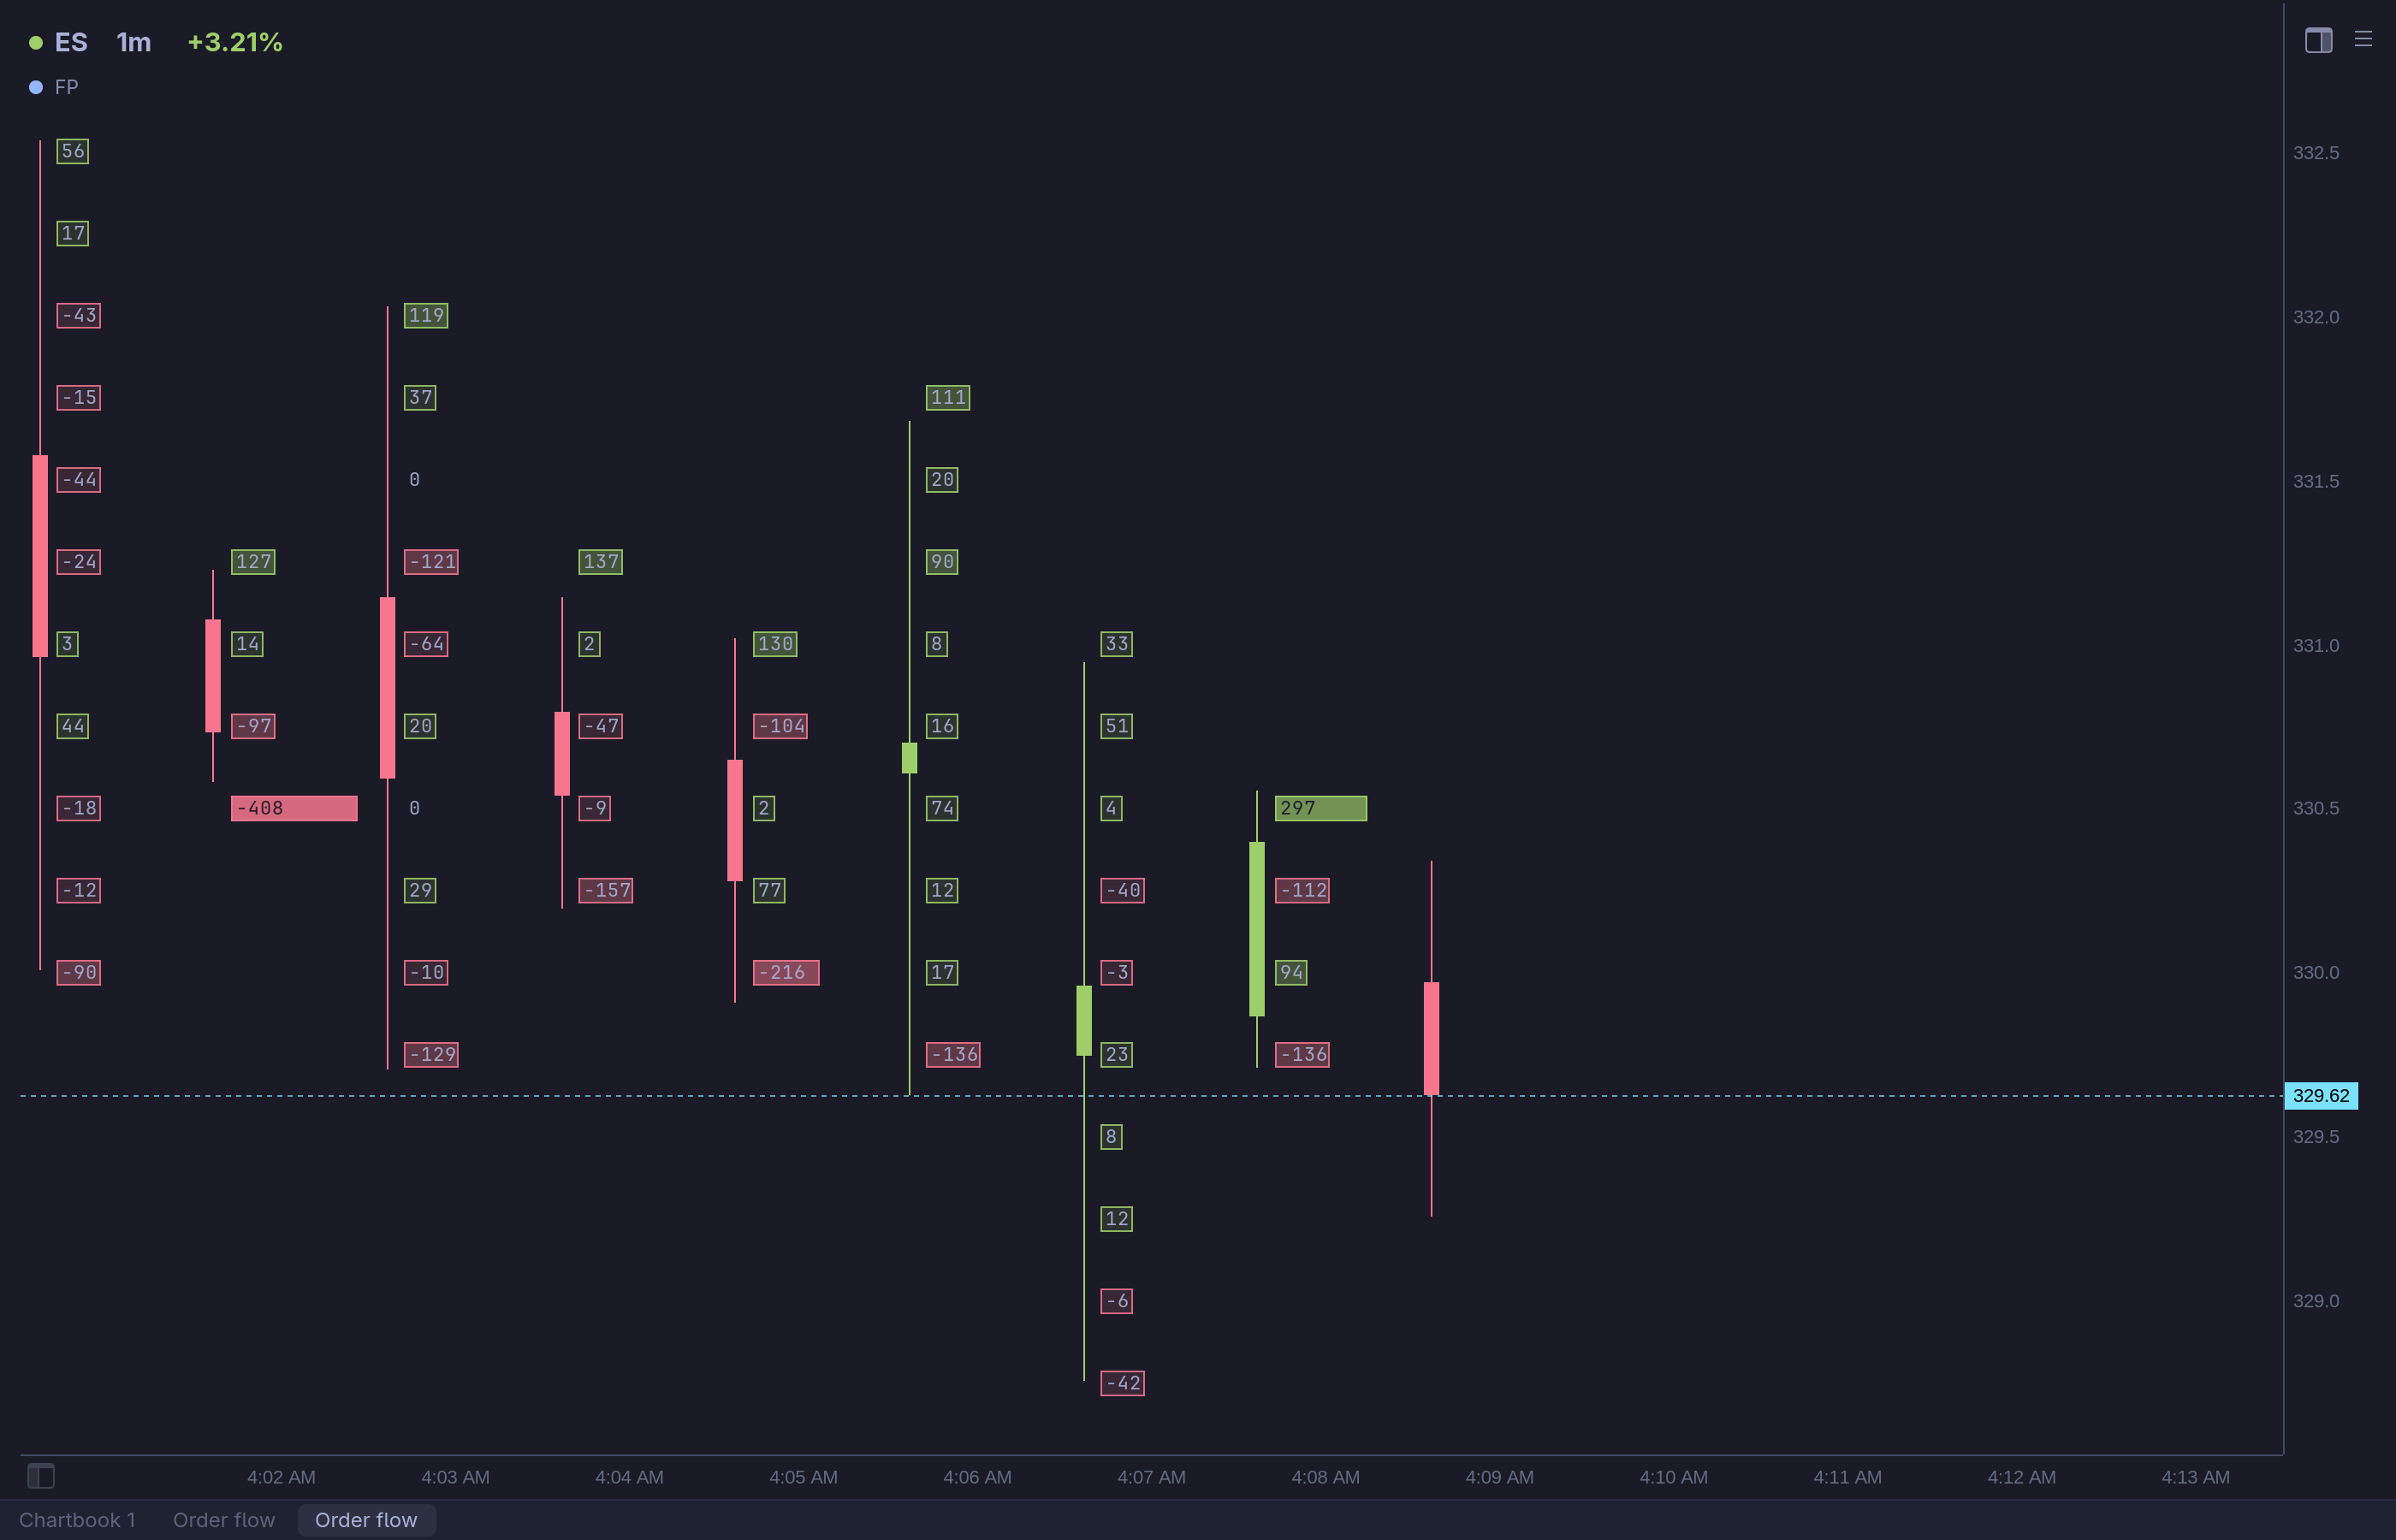 ES 1m +3.21%
FP
56 332.5
17
-43 119 332.0
-15 37 111
-44 0 20 331.5
-24 127 -121 137 90
3 14 -64 2 130 8 33 331.0
44 -97 20 -47 -104 16 51
-18 -408 0 -9 2 74 4 297 330.5
-12 29 -157 77 12 -40 -112
-90 -10 -216 17 -3 94 330.0
-129 -136 23 -136
329.62
8 329.5
12
-6 329.0
-42
4:02 AM 4:03 AM 4:04 AM 4:05 AM 4:06 AM 4:07 AM 4:08 AM 4:09 AM 4:10 AM 4:11 AM 4:12 AM 4:13 AM
Chartbook 1 Order flow Order flow